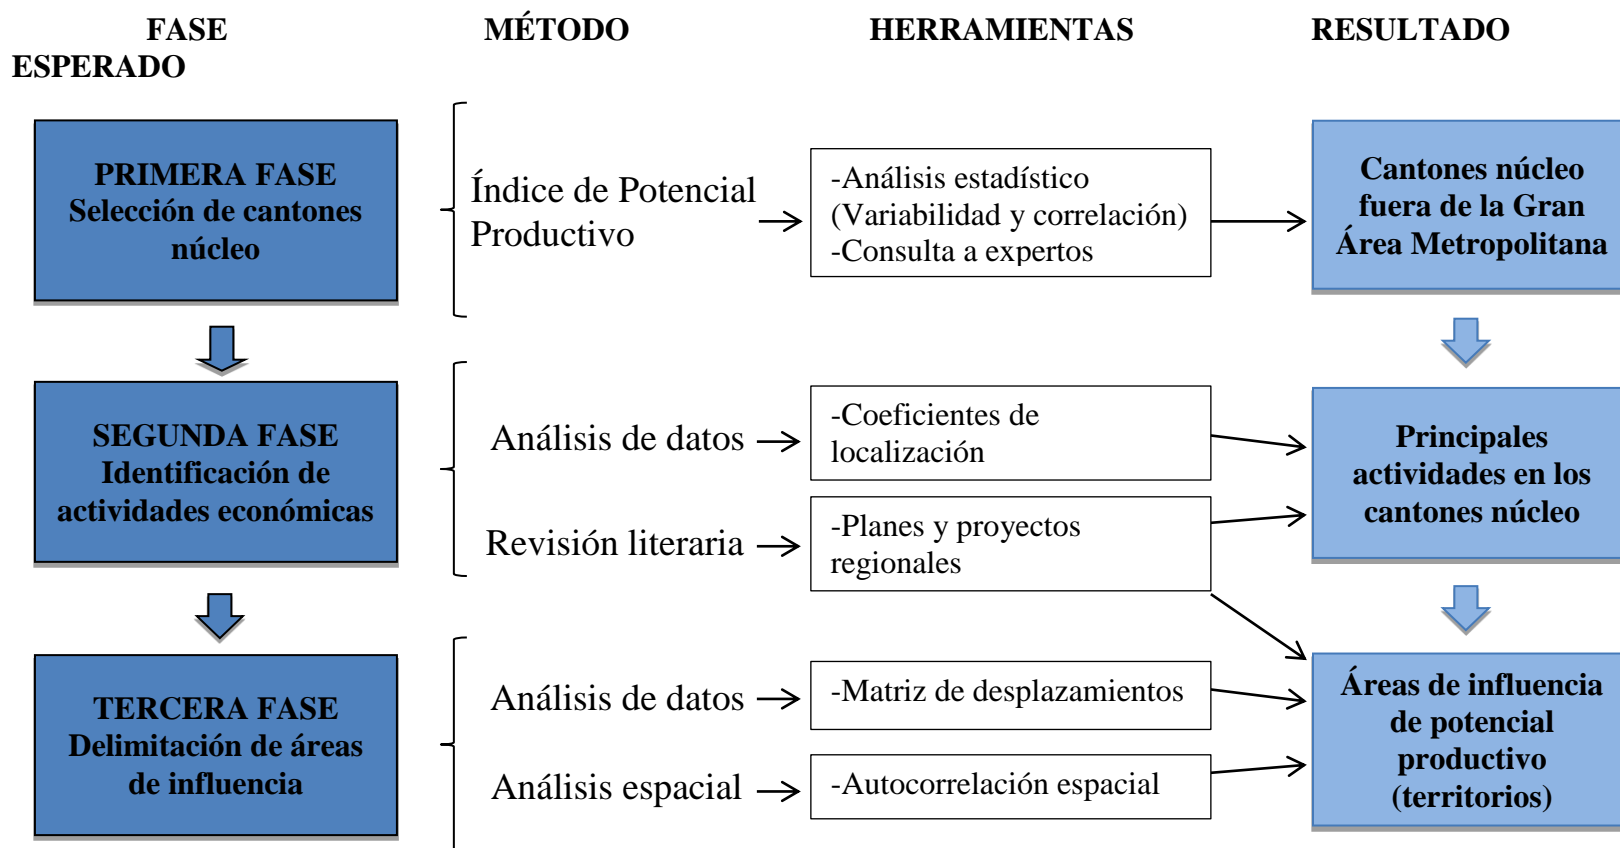 FASE MÉTODO HERRAMIENTAS RESULTADO
ESPERADO
PRIMERA FASE
Selección de cantones
núcleo
Índice de Potencial
Productivo
-Análisis estadístico
(Variabilidad y correlación)
-Consulta a expertos
Cantones núcleo
fuera de la Gran
Área Metropolitana
SEGUNDA FASE
Identificación de
actividades económicas
Análisis de datos
-Coeficientes de
localización
Revisión literaria
-Planes y proyectos
regionales
Principales
actividades en los
cantones núcleo
TERCERA FASE
Delimitación de áreas
de influencia
Análisis de datos
-Matriz de desplazamientos
Análisis espacial
-Autocorrelación espacial
Áreas de influencia
de potencial
productivo
(territorios)